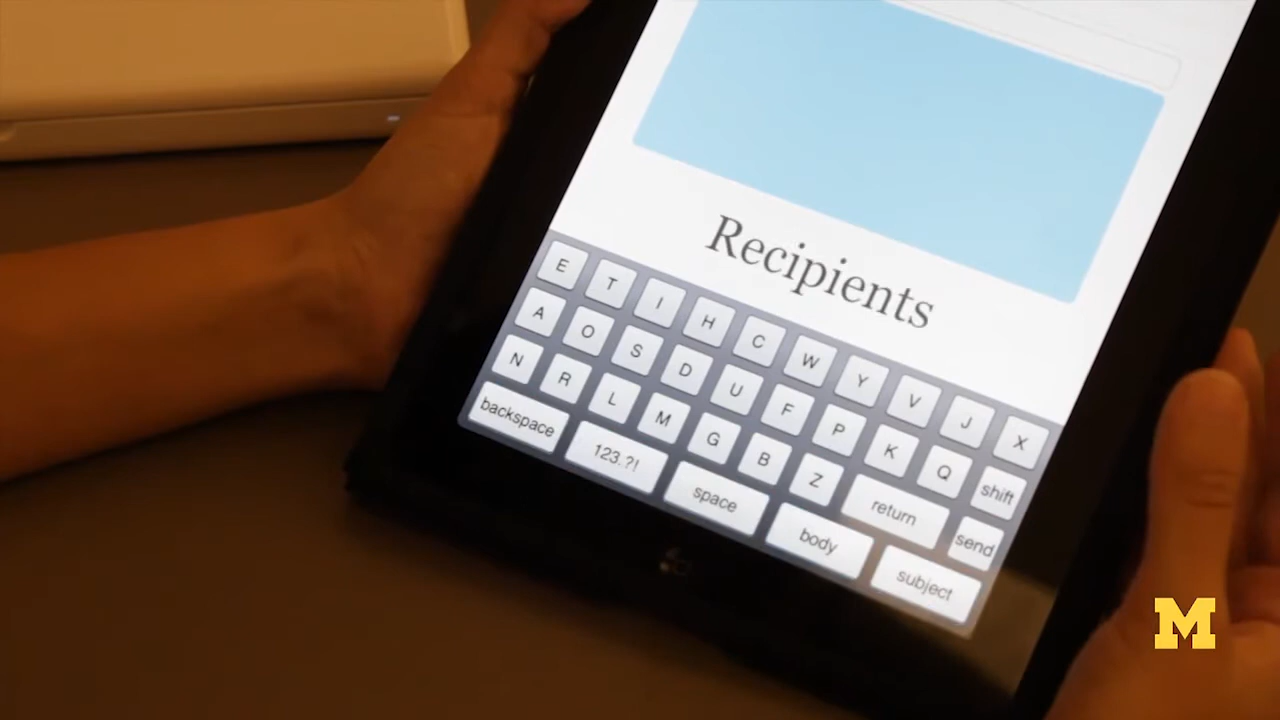 Recipients
E T I H C W Y V J X
A O S D U F P K Q shift
N R L M G B Z return send
backspace 123.?! space body subject
M